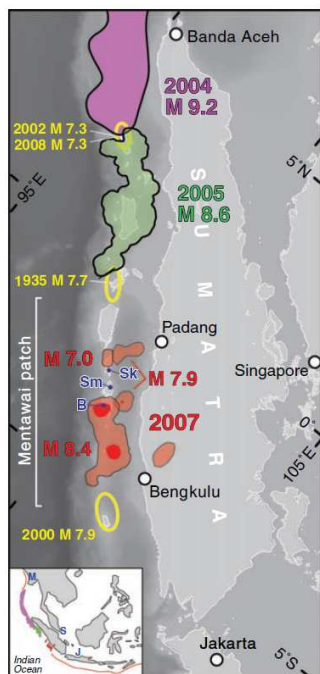 Banda Aceh
2004
M 9.2
2002 M 7.3
2008 M 7.3
95°E
5°N
2005
M 8.6
SUMATRA
1935 M 7.7
Padang
Mentawai patch
M 7.0
Sk
Sm
M 7.9
Singapore
B
2007
0°
M 8.4
105°E
Bengkulu
2000 M 7.9
M
S
J
Indian
Ocean
Jakarta
5°S